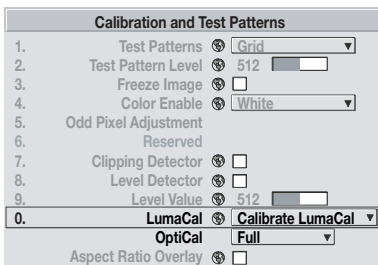 Calibration and Test Patterns
1. Test Patterns Grid
2. Test Pattern Level 512
3. Freeze Image
4. Color Enable White
5. Odd Pixel Adjustment
6. Reserved
7. Clipping Detector
8. Level Detector
9. Level Value 512
0. LumaCal Calibrate LumaCal
OptiCal Full
Aspect Ratio Overlay